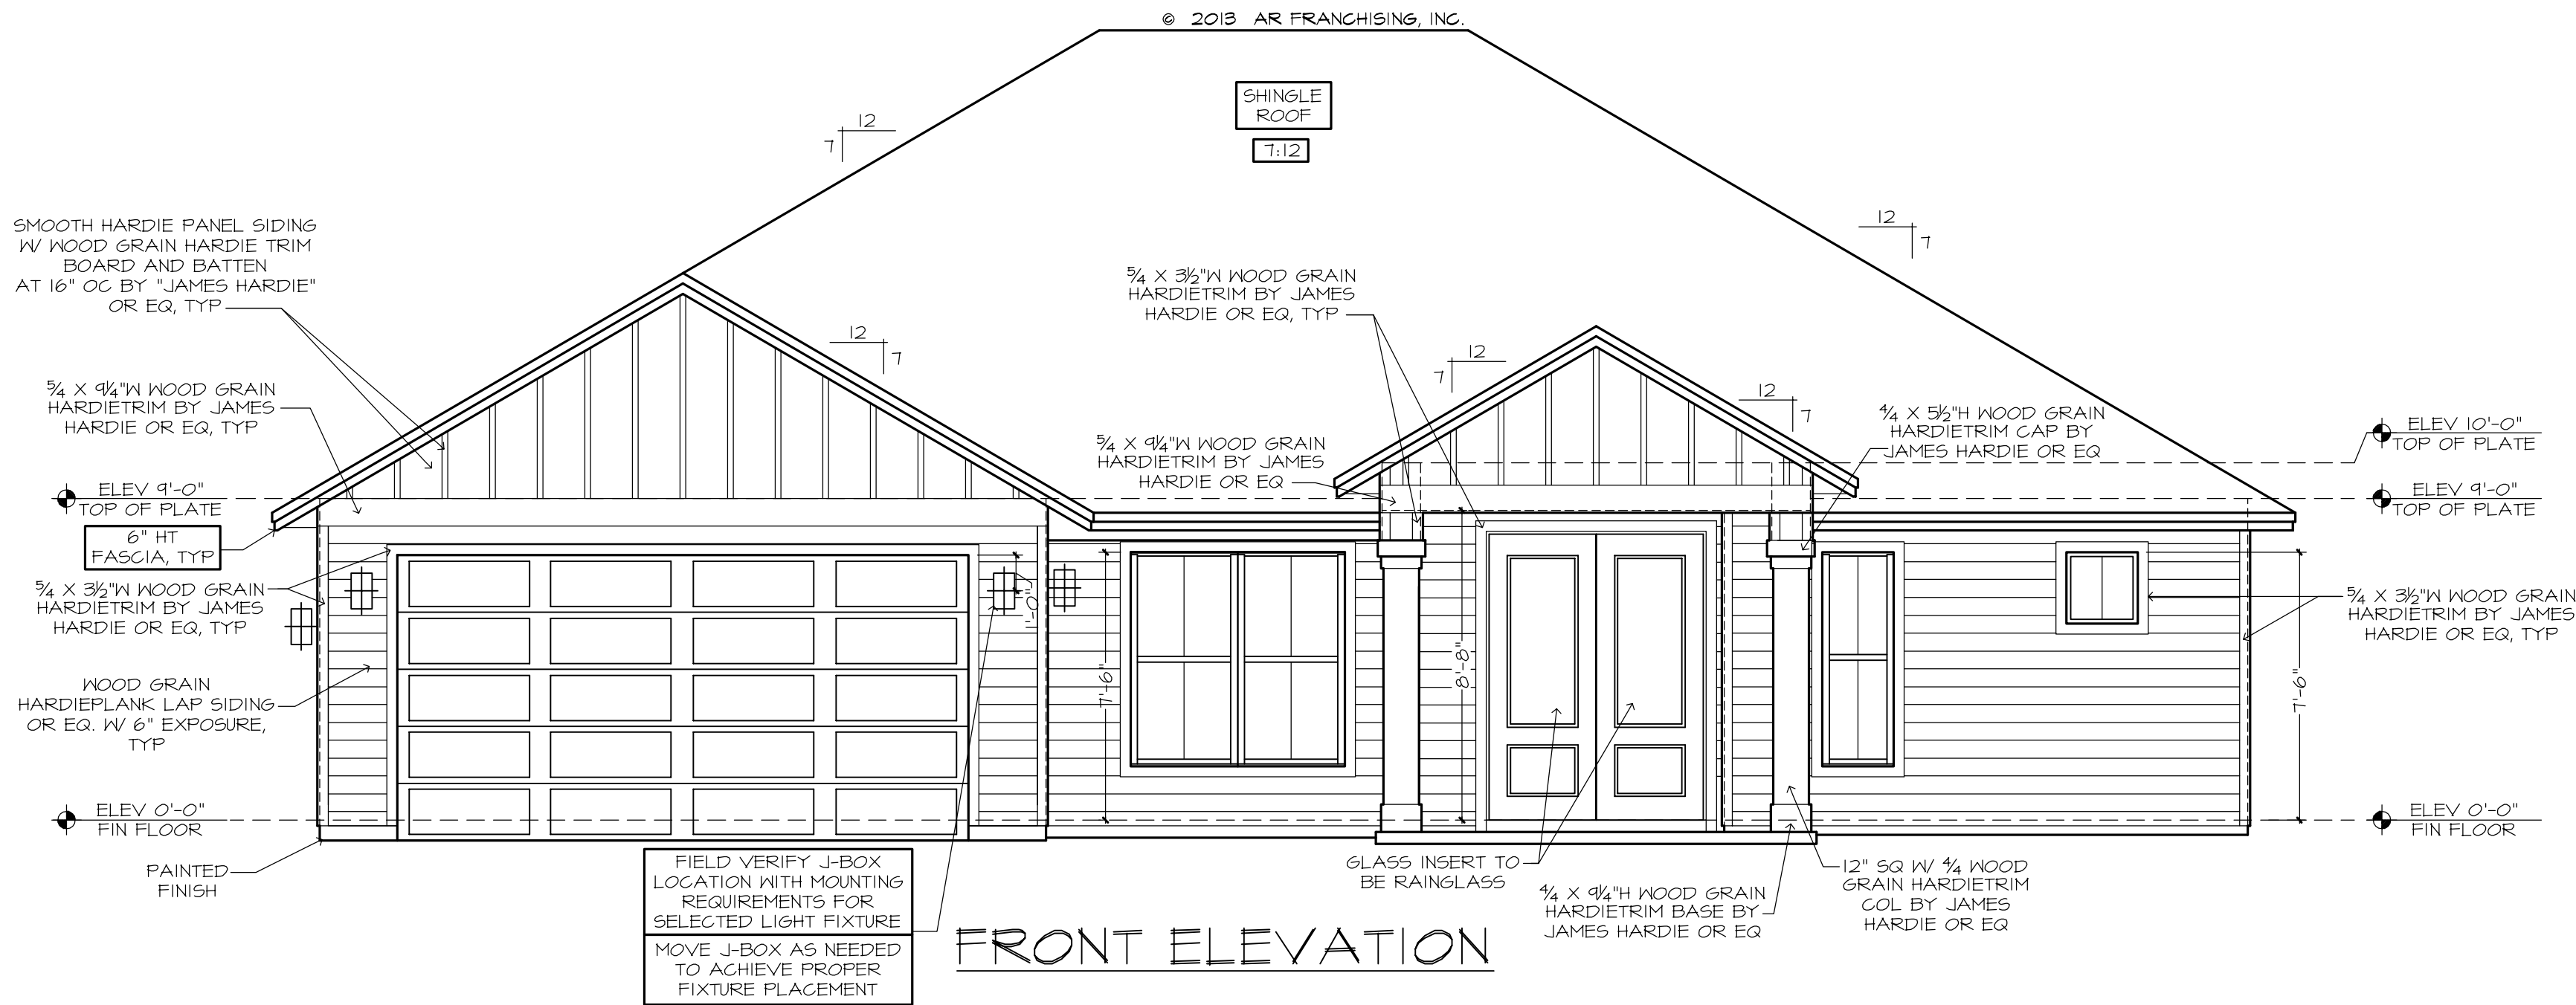 © 2013 AR FRANCHISING, INC.
SHINGLE
ROOF
7:12
12
7
12
7
SMOOTH HARDIE PANEL SIDING
W/ WOOD GRAIN HARDIE TRIM
BOARD AND BATTEN
AT 16" OC BY "JAMES HARDIE"
OR EQ, TYP
5/4 X 3½"W WOOD GRAIN
HARDIETRIM BY JAMES
HARDIE OR EQ, TYP
12
7
12
7
12
7
5/4 X 9¼"W WOOD GRAIN
HARDIETRIM BY JAMES
HARDIE OR EQ, TYP
5/4 X 9¼"W WOOD GRAIN
HARDIETRIM BY JAMES
HARDIE OR EQ
4/4 X 5½"H WOOD GRAIN
HARDIETRIM CAP BY
JAMES HARDIE OR EQ
ELEV 10'-0"
TOP OF PLATE
ELEV 9'-0"
TOP OF PLATE
ELEV 9'-0"
TOP OF PLATE
6" HT
FASCIA, TYP
5/4 X 3½"W WOOD GRAIN
HARDIETRIM BY JAMES
HARDIE OR EQ, TYP
1'-0"
7'-6"
8'-8"
7'-6"
5/4 X 3½"W WOOD GRAIN
HARDIETRIM BY JAMES
HARDIE OR EQ, TYP
WOOD GRAIN
HARDIEPLANK LAP SIDING
OR EQ. W/ 6" EXPOSURE,
TYP
ELEV 0'-0"
FIN FLOOR
ELEV 0'-0"
FIN FLOOR
PAINTED
FINISH
FIELD VERIFY J-BOX
LOCATION WITH MOUNTING
REQUIREMENTS FOR
SELECTED LIGHT FIXTURE
MOVE J-BOX AS NEEDED
TO ACHIEVE PROPER
FIXTURE PLACEMENT
GLASS INSERT TO
BE RAINGLASS
4/4 X 9¼"H WOOD GRAIN
HARDIETRIM BASE BY
JAMES HARDIE OR EQ
12" SQ W/ 4/4 WOOD
GRAIN HARDIETRIM
COL BY JAMES
HARDIE OR EQ
FRONT ELEVATION